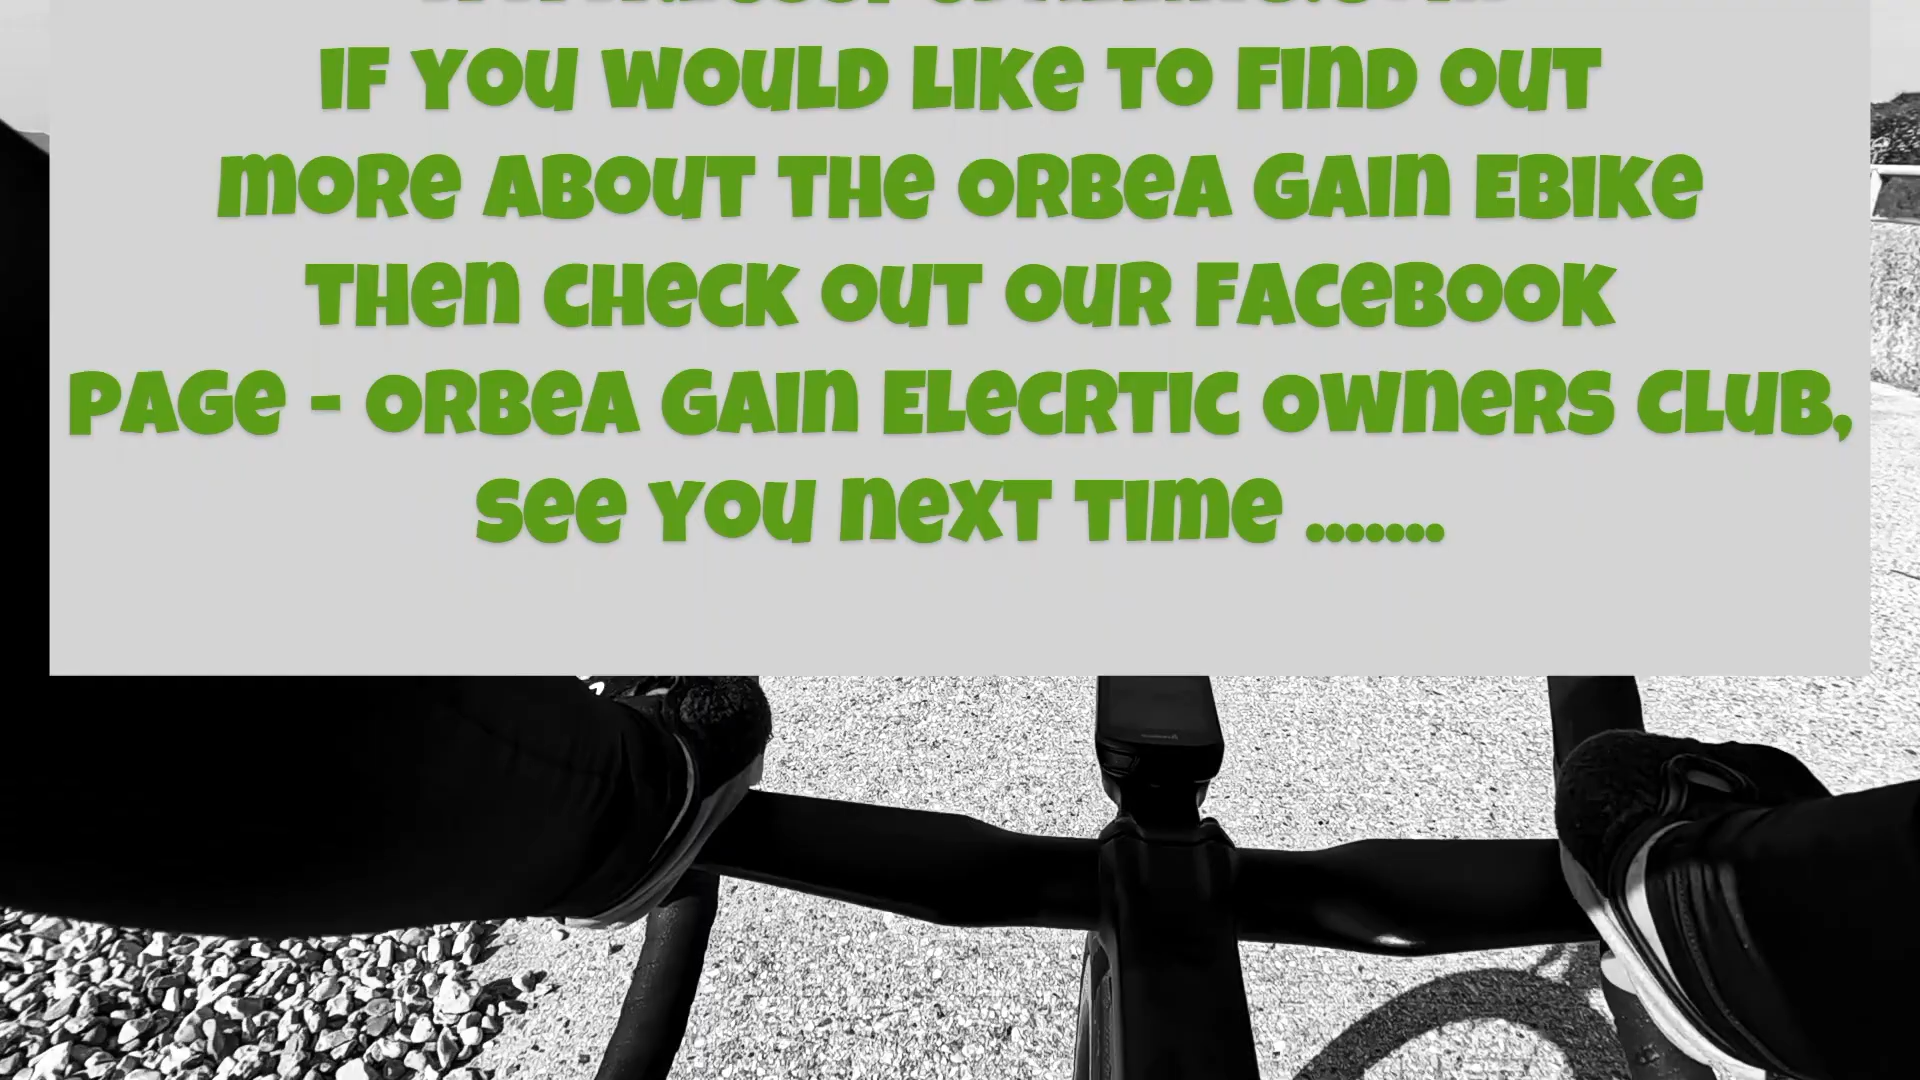 IF YOU WOULD LIKE TO FIND OUT
MORE ABOUT THE ORBEA GAIN EBIKE
THEN CHECK OUT OUR FACEBOOK
PAGE - ORBEA GAIN ELECRTIC OWNERS CLUB,
SEE YOU NEXT TIME .......